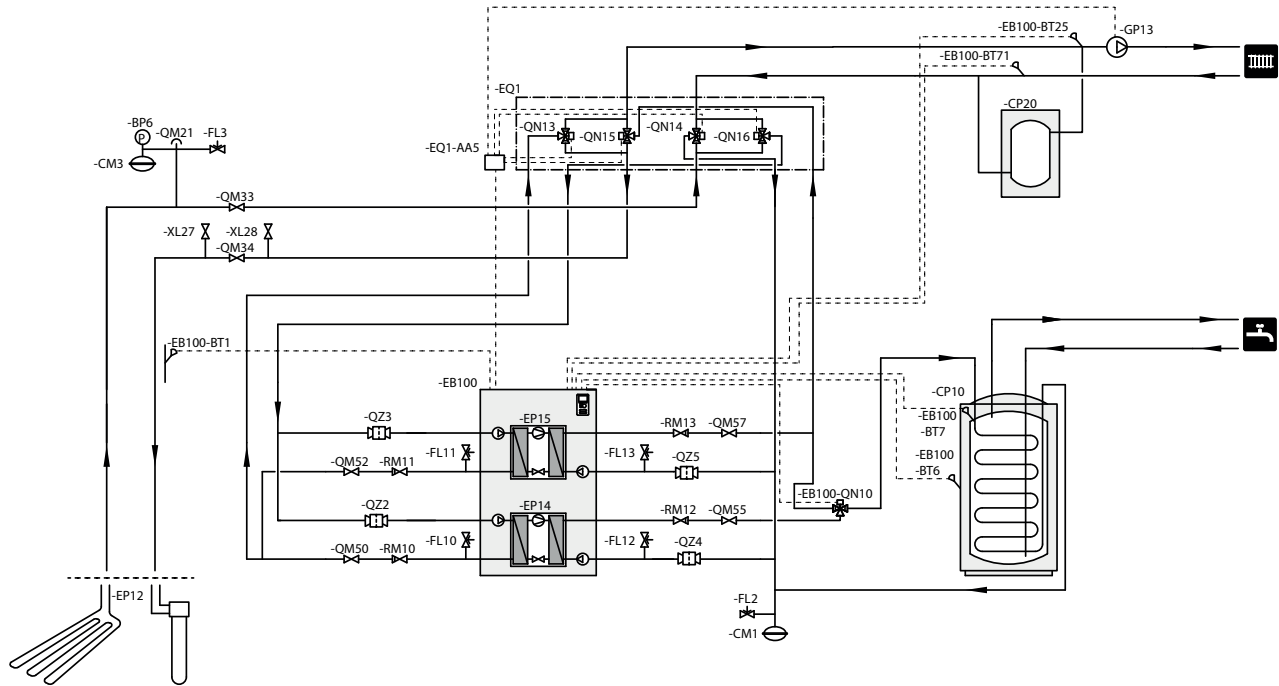 -EB100-BT25
-GP13
-EB100-BT71
-EQ1
-CP20
-BP6
P
-QM21
-FL3
-CM3
-QN13
-QN15
-QN14
-QN16
-EQ1-AA5
-QM33
-XL27
-XL28
-QM34
-EB100-BT1
-EB100
-CP10
-EB100
-BT7
-EB100
-BT6
-QZ3
-EP15
-RM13
-QM57
-FL11
-FL13
-QM52
-RM11
-QZ5
-EB100-QN10
-QZ2
-EP14
-RM12
-QM55
-FL10
-FL12
-QM50
-RM10
-QZ4
-EP12
-FL2
-CM1